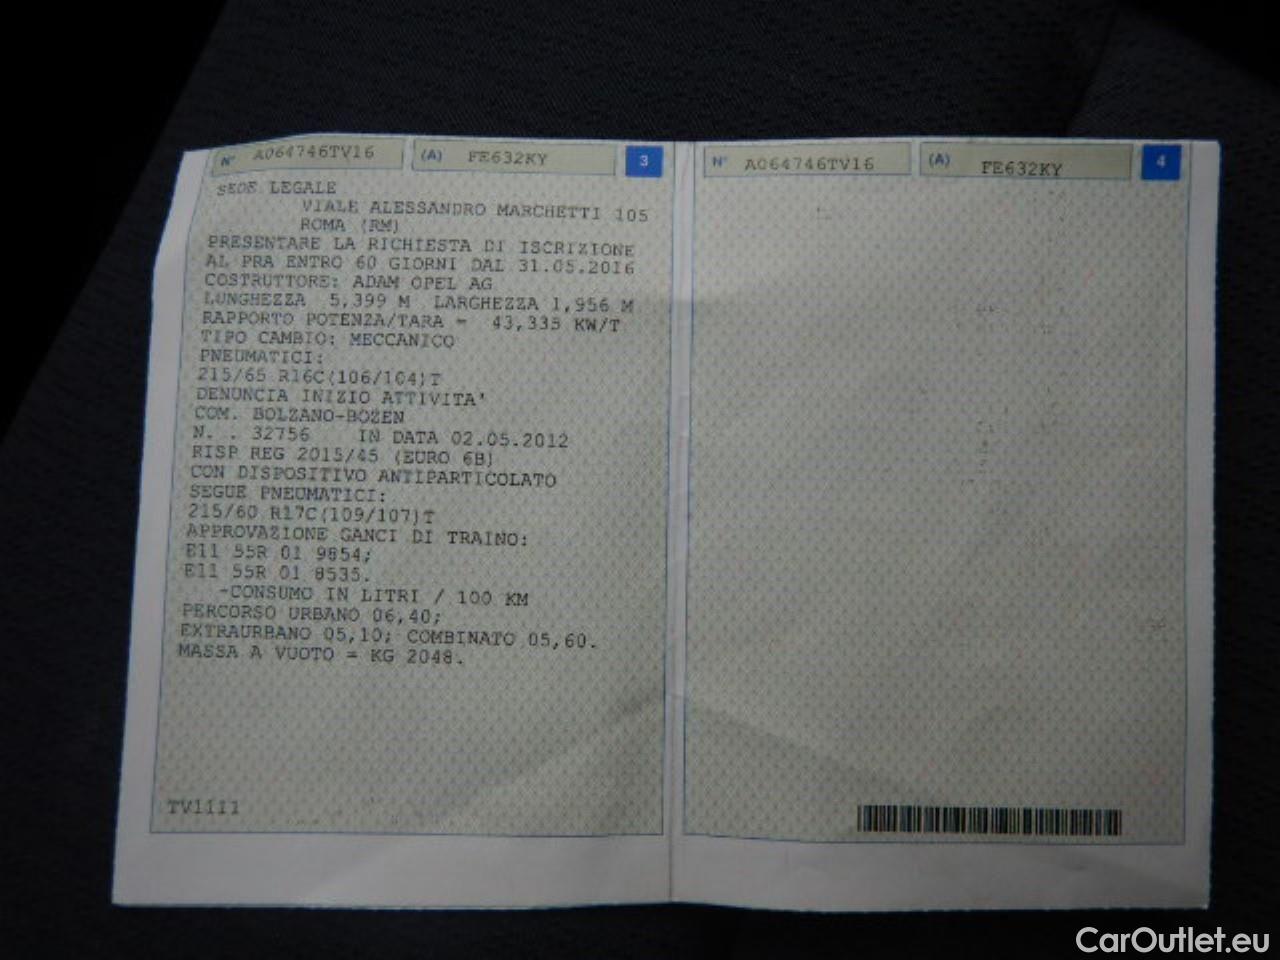 N° A064746TV16 (A) FE632KY 3
SEDE LEGALE
VIALE ALESSANDRO MARCHETTI 105
ROMA (RM)
PRESENTARE LA RICHIESTA DI ISCRIZIONE
AL PRA ENTRO 60 GIORNI DAL 31.05.2016
COSTRUTTORE: ADAM OPEL AG
LUNGHEZZA 5,399 M LARGHEZZA 1,956 M
RAPPORTO POTENZA/TARA = 43,335 KW/T
TIPO CAMBIO: MECCANICO
PNEUMATICI:
215/65 R16C(106/104)T
DENUNCIA INIZIO ATTIVITA'
COM. BOLZANO-BOZEN
N. . 32756 IN DATA 02.05.2012
RISP REG 2015/45 (EURO 6B)
CON DISPOSITIVO ANTIPARTICOLATO
SEGUE PNEUMATICI:
215/60 R17C(109/107)T
APPROVAZIONE GANCI DI TRAINO:
E11 55R 01 9854;
E11 55R 01 8535.
-CONSUMO IN LITRI / 100 KM
PERCORSO URBANO 06,40;
EXTRAURBANO 05,10; COMBINATO 05,60.
MASSA A VUOTO = KG 2048.
TV1111
N° A064746TV16 (A) FE632KY 4
CarOutlet.eu